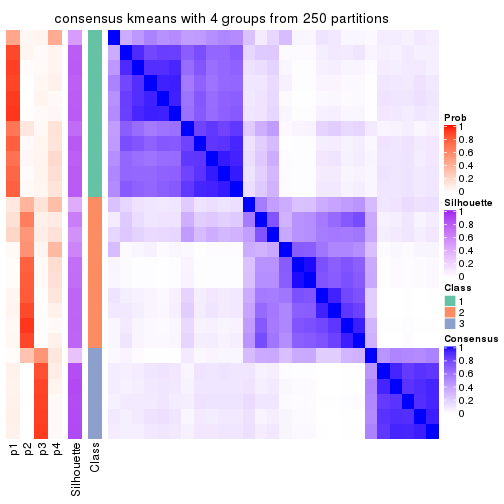 consensus kmeans with 4 groups from 250 partitions
Prob
1
0.8
0.6
0.4
0.2
0
Silhouette
1
0.8
0.6
0.4
0.2
0
Class
1
2
3
Consensus
1
0.8
0.6
0.4
0.2
0
p1
p2
p3
p4
Silhouette
Class